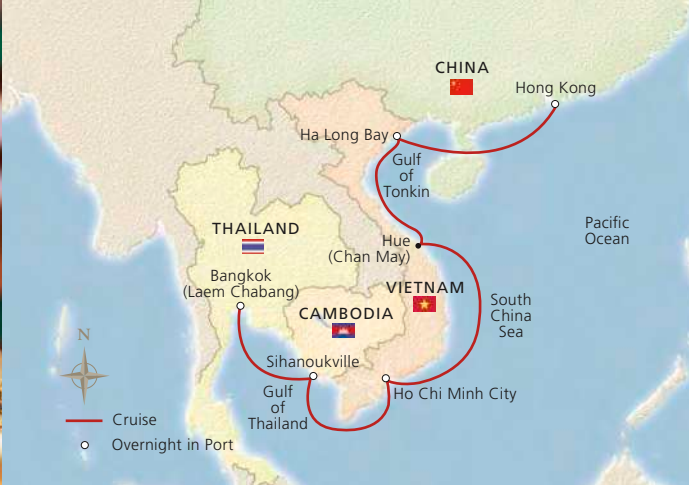 CHINA
Hong Kong
Ha Long Bay
Gulf
of
Tonkin
Pacific
Ocean
THAILAND
Hue
(Chan May)
Bangkok
(Laem Chabang)
VIETNAM
South
China
Sea
CAMBODIA
N
Sihanoukville
Gulf
of
Thailand
Ho Chi Minh City
Cruise
Overnight in Port